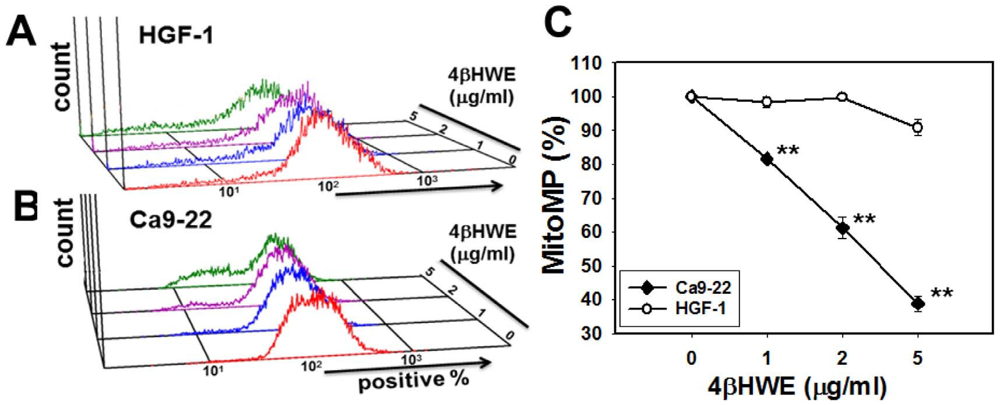 A
HGF-1
count
4βHWE
(μg/ml)
5
2
1
0
10¹
10²
10³
B
Ca9-22
count
4βHWE
(μg/ml)
5
2
1
0
10¹
10²
10³
positive %
C
MitoMP (%)
110
100
90
80
70
60
50
40
30
**
**
**
Ca9-22
HGF-1
0 1 2 5
4βHWE (μg/ml)